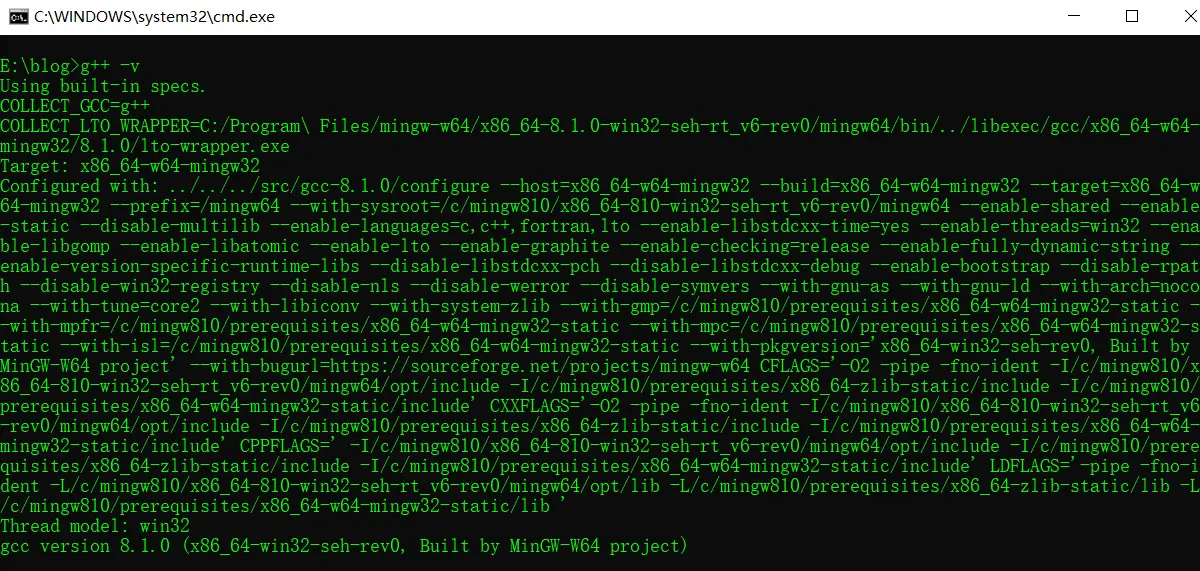 C:\WINDOWS\system32\cmd.exe
E:\blog>g++ -v
Using built-in specs.
COLLECT_GCC=g++
COLLECT_LTO_WRAPPER=C:/Program\ Files/mingw-w64/x86_64-8.1.0-win32-seh-rt_v6-rev0/mingw64/bin/../libexec/gcc/x86_64-w64-
mingw32/8.1.0/lto-wrapper.exe
Target: x86_64-w64-mingw32
Configured with: ../../../src/gcc-8.1.0/configure --host=x86_64-w64-mingw32 --build=x86_64-w64-mingw32 --target=x86_64-w
64-mingw32 --prefix=/mingw64 --with-sysroot=/c/mingw810/x86_64-810-win32-seh-rt_v6-rev0/mingw64 --enable-shared --enable
-static --disable-multilib --enable-languages=c,c++,fortran,lto --enable-libstdcxx-time=yes --enable-threads=win32 --ena
ble-libgomp --enable-libatomic --enable-lto --enable-graphite --enable-checking=release --enable-fully-dynamic-string --
enable-version-specific-runtime-libs --disable-libstdcxx-pch --disable-libstdcxx-debug --enable-bootstrap --disable-rpat
h --disable-win32-registry --disable-nls --disable-werror --disable-symvers --with-gnu-as --with-gnu-ld --with-arch=noco
na --with-tune=core2 --with-libiconv --with-system-zlib --with-gmp=/c/mingw810/prerequisites/x86_64-w64-mingw32-static -
-with-mpfr=/c/mingw810/prerequisites/x86_64-w64-mingw32-static --with-mpc=/c/mingw810/prerequisites/x86_64-w64-mingw32-s
tatic --with-isl=/c/mingw810/prerequisites/x86_64-w64-mingw32-static --with-pkgversion='x86_64-win32-seh-rev0, Built by
MinGW-W64 project' --with-bugurl=https://sourceforge.net/projects/mingw-w64 CFLAGS='-O2 -pipe -fno-ident -I/c/mingw810/x
86_64-810-win32-seh-rt_v6-rev0/mingw64/opt/include -I/c/mingw810/prerequisites/x86_64-zlib-static/include -I/c/mingw810/
prerequisites/x86_64-w64-mingw32-static/include' CXXFLAGS='-O2 -pipe -fno-ident -I/c/mingw810/x86_64-810-win32-seh-rt_v6
-rev0/mingw64/opt/include -I/c/mingw810/prerequisites/x86_64-zlib-static/include -I/c/mingw810/prerequisites/x86_64-w64-
mingw32-static/include' CPPFLAGS=' -I/c/mingw810/x86_64-810-win32-seh-rt_v6-rev0/mingw64/opt/include -I/c/mingw810/prere
quisites/x86_64-zlib-static/include -I/c/mingw810/prerequisites/x86_64-w64-mingw32-static/include' LDFLAGS='-pipe -fno-i
dent -L/c/mingw810/x86_64-810-win32-seh-rt_v6-rev0/mingw64/opt/lib -L/c/mingw810/prerequisites/x86_64-zlib-static/lib -L
/c/mingw810/prerequisites/x86_64-w64-mingw32-static/lib '
Thread model: win32
gcc version 8.1.0 (x86_64-win32-seh-rev0, Built by MinGW-W64 project)